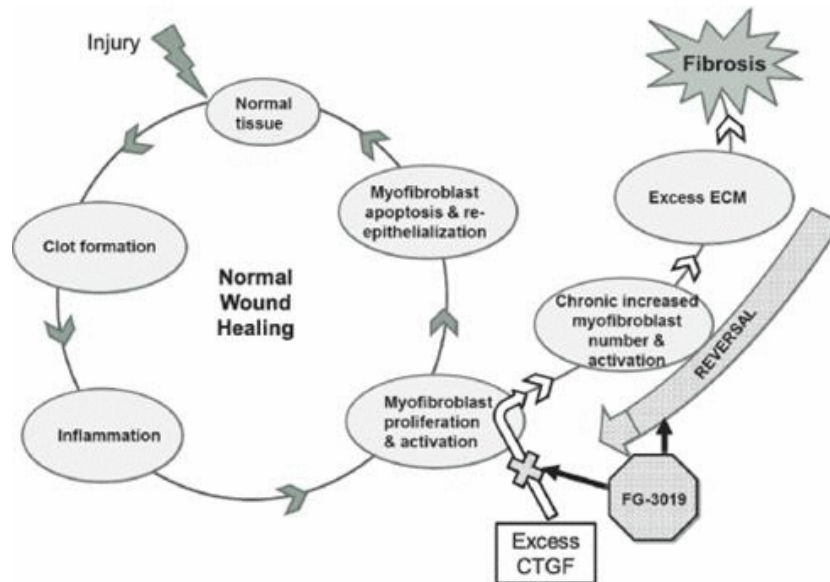 Injury
Normal
tissue
Clot formation
Inflammation
Myofibroblast
proliferation
& activation
Myofibroblast
apoptosis & re-
epithelialization
Normal
Wound
Healing
Excess
CTGF
FG-3019
REVERSAL
Chronic increased
myofibroblast
number &
activation
Excess ECM
Fibrosis